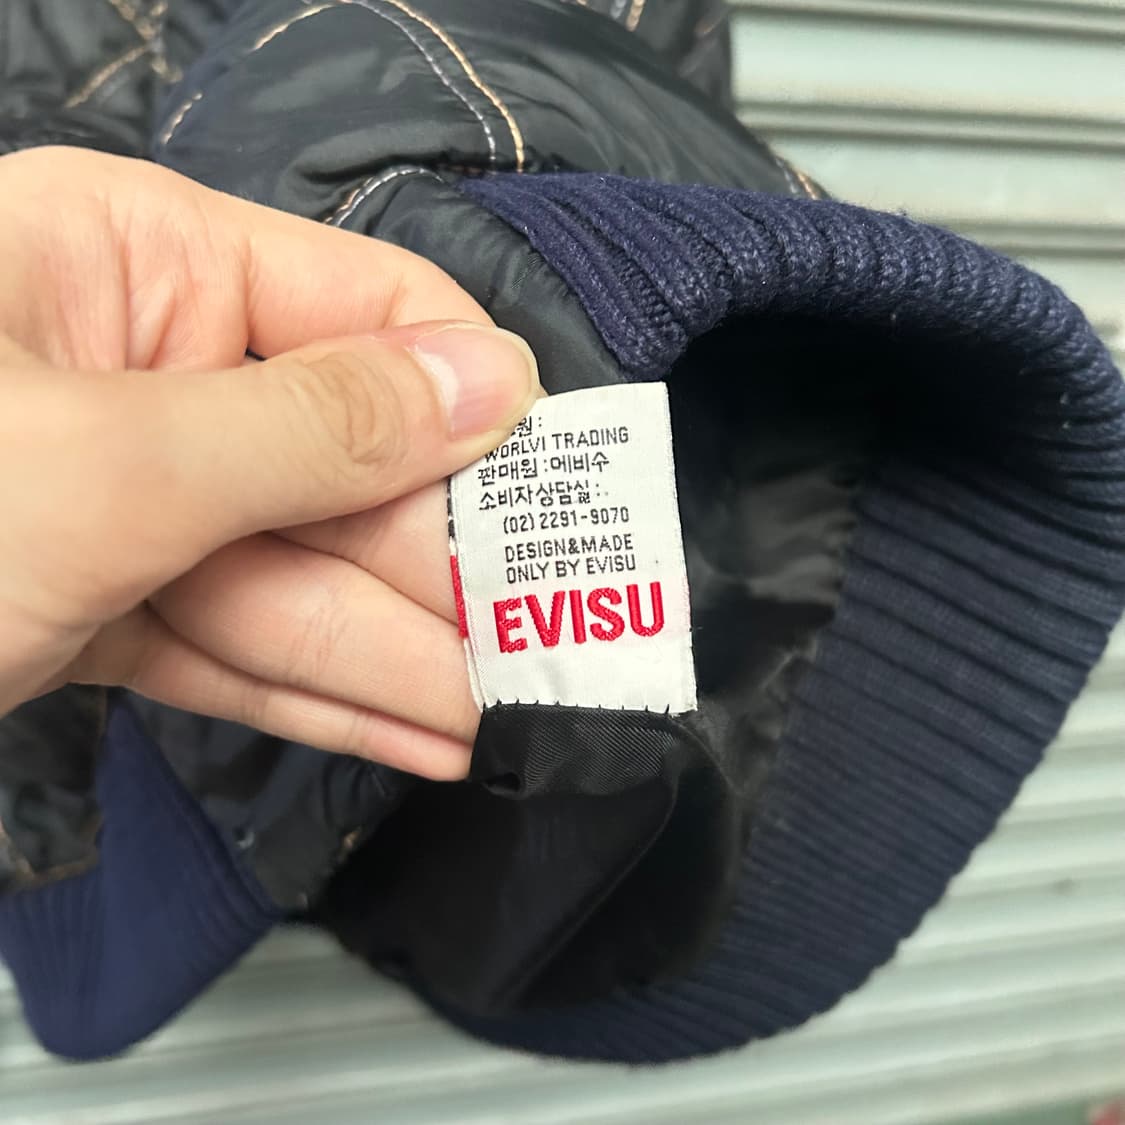 원:
WORLVI TRADING
판매원:에비수
소비자상담실:
(02) 2291-9070
DESIGN&MADE
ONLY BY EVISU
EVISU